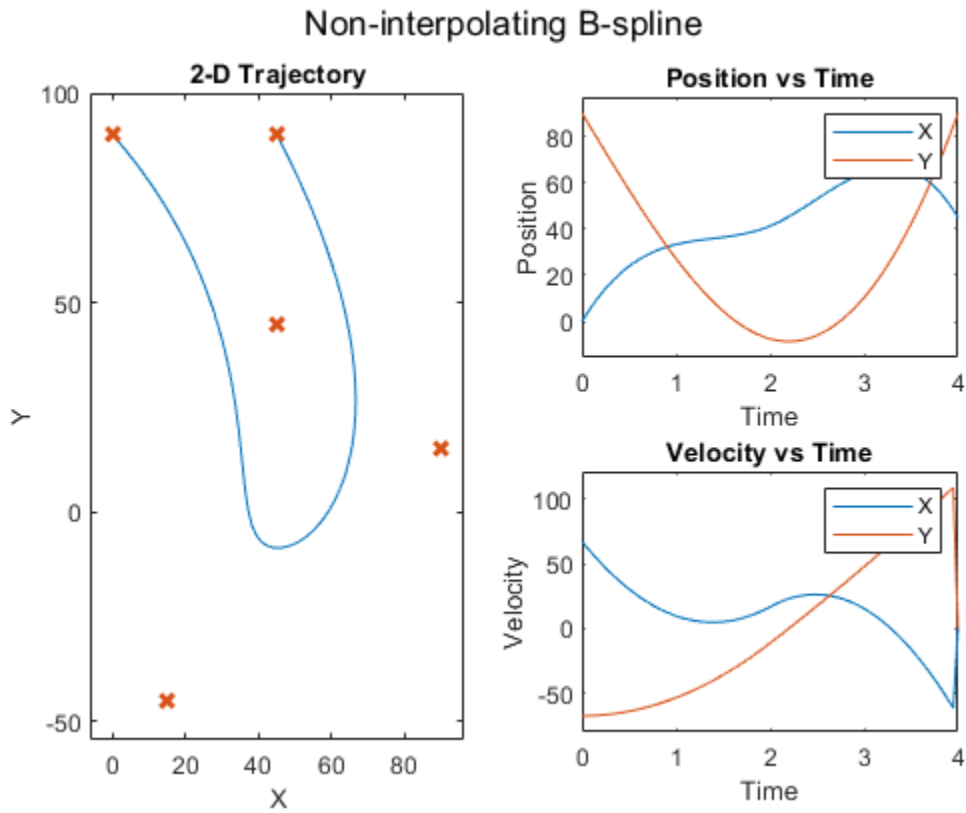 Non-interpolating B-spline
2-D Trajectory
100
50
0
-50
Y
0 20 40 60 80
X
Position vs Time
80
60
40
20
0
Position
X
Y
0 1 2 3 4
Time
Velocity vs Time
100
50
0
-50
Velocity
X
Y
0 1 2 3 4
Time